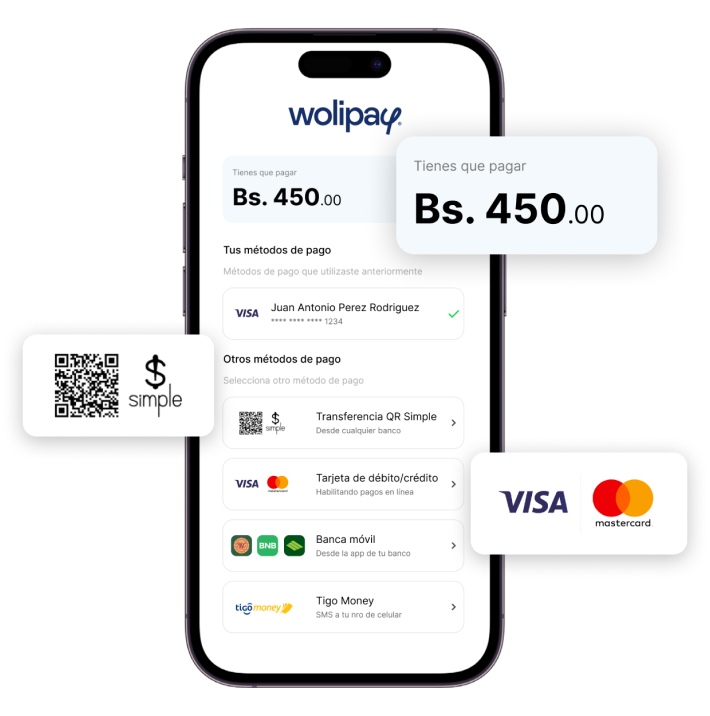 wolipay
Tienes que pagar
Bs. 450.00
Tienes que pagar
Bs. 450.00
Tus métodos de pago
Métodos de pago que utilizaste anteriormente
VISA Juan Antonio Perez Rodriguez
**** **** **** 1234
Otros métodos de pago
Selecciona otro método de pago
$ simple
$ simple Transferencia QR Simple
Desde cualquier banco
VISA mastercard Tarjeta de débito/crédito
Habilitando pagos en línea
VISA mastercard
BNB Banca móvil
Desde la app de tu banco
tigo money Tigo Money
SMS a tu nro de celular